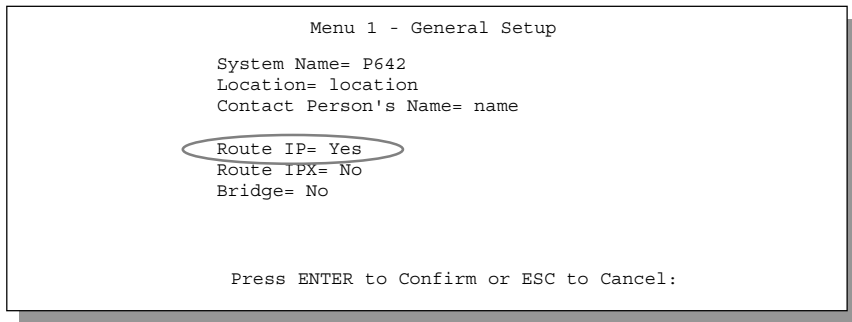 Menu 1 - General Setup
System Name= P642
Location= location
Contact Person's Name= name
Route IP= Yes
Route IPX= No
Bridge= No
Press ENTER to Confirm or ESC to Cancel: